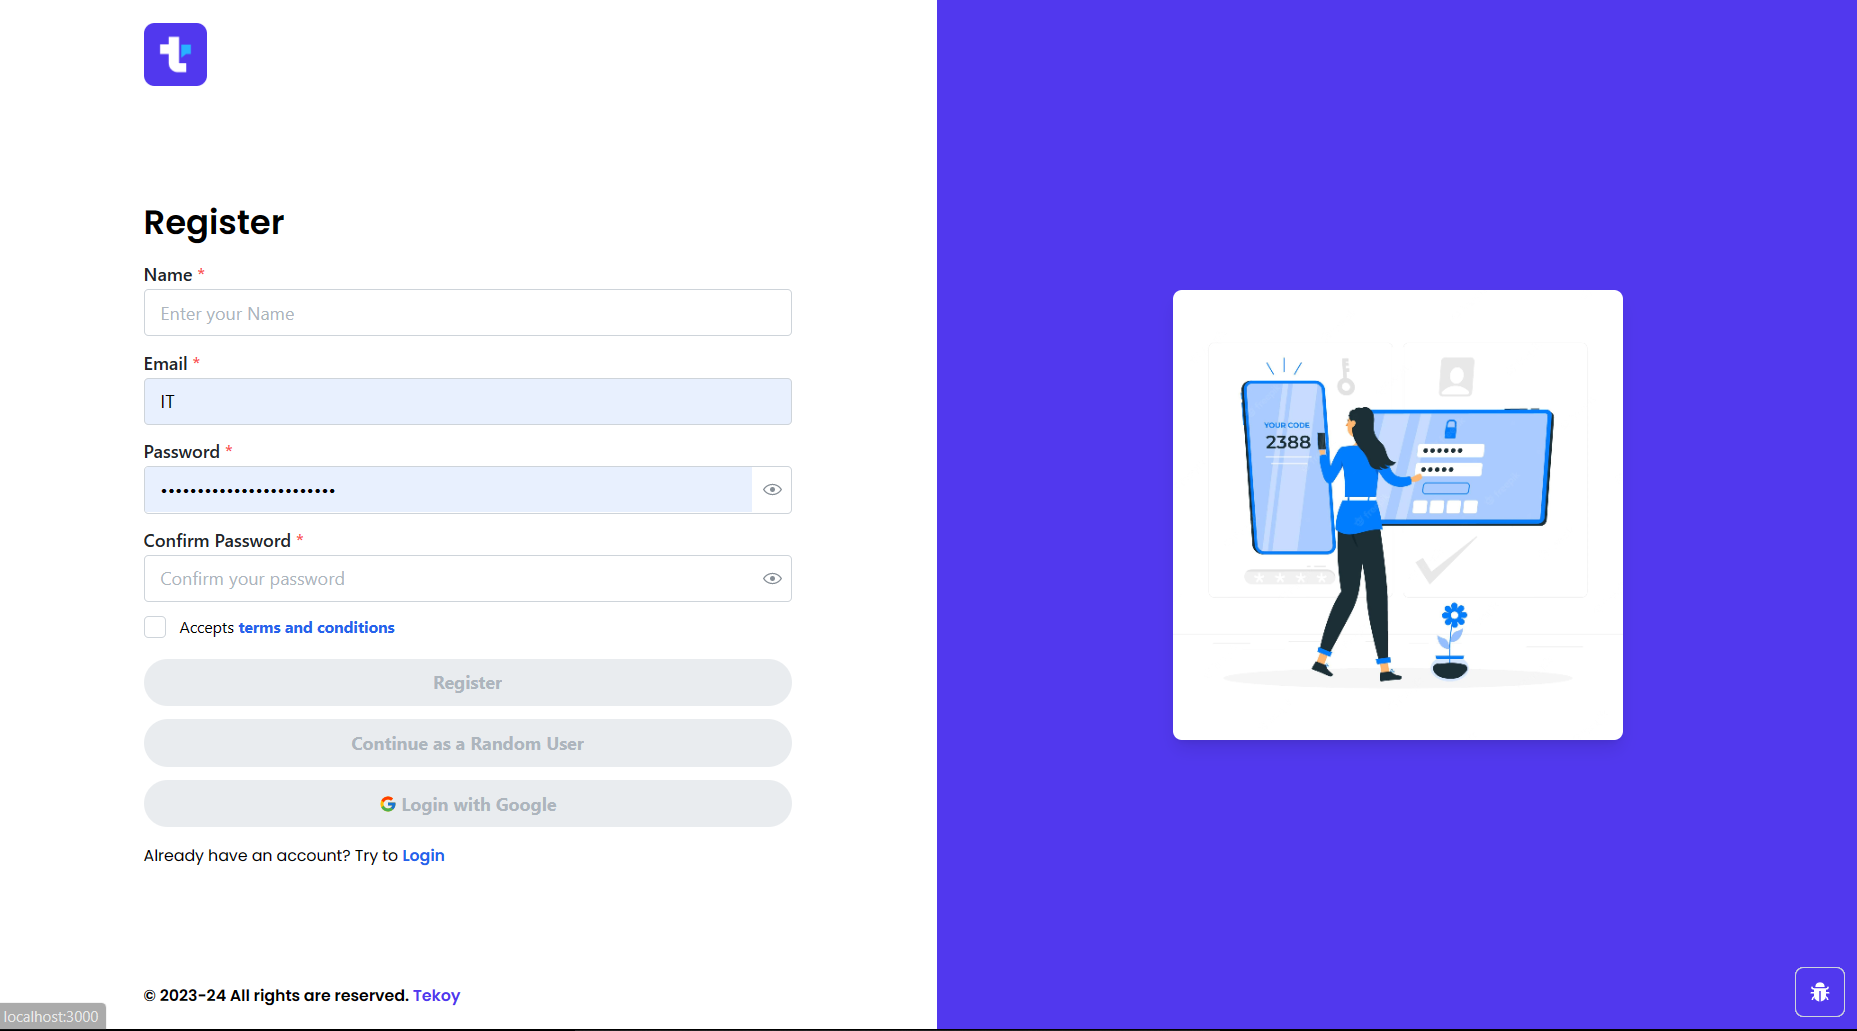 Register
Name *
Enter your Name
Email *
IT
Password *
••••••••••••••••••••••••
Confirm Password *
Confirm your password
Accepts terms and conditions
Register
Continue as a Random User
Login with Google
Already have an account? Try to Login
© 2023-24 All rights are reserved. Tekoy
localhost:3000
YOUR CODE
2388